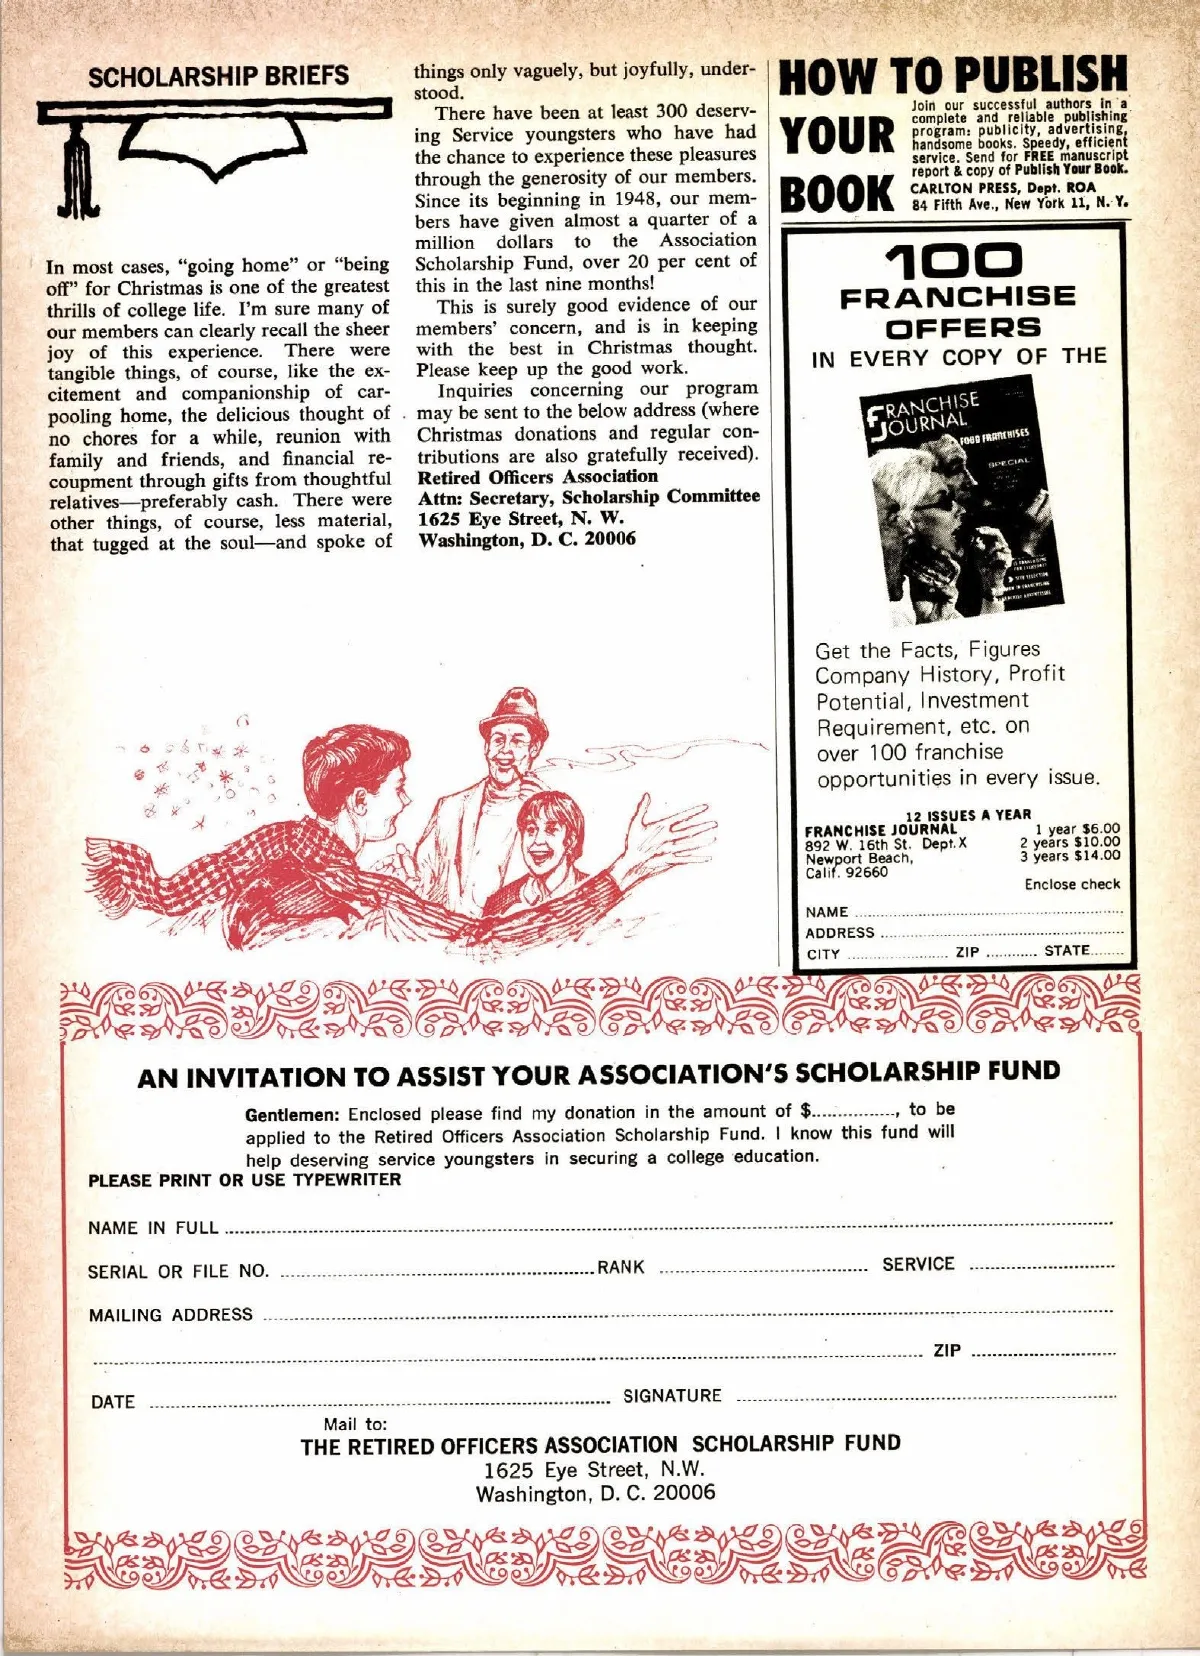 SCHOLARSHIP BRIEFS
In most cases, “going home” or “being
off” for Christmas is one of the greatest
thrills of college life. I’m sure many of
our members can clearly recall the sheer
joy of this experience. There were
tangible things, of course, like the ex-
citement and companionship of car-
pooling home, the delicious thought of
no chores for a while, reunion with
family and friends, and financial re-
coupment through gifts from thoughtful
relatives—preferably cash. There were
other things, of course, less material,
that tugged at the soul—and spoke of
things only vaguely, but joyfully, under-
stood.
There have been at least 300 deserv-
ing Service youngsters who have had
the chance to experience these pleasures
through the generosity of our members.
Since its beginning in 1948, our mem-
bers have given almost a quarter of a
million dollars to the Association
Scholarship Fund, over 20 per cent of
this in the last nine months!
This is surely good evidence of our
members’ concern, and is in keeping
with the best in Christmas thought.
Please keep up the good work.
Inquiries concerning our program
may be sent to the below address (where
Christmas donations and regular con-
tributions are also gratefully received).
Retired Officers Association
Attn: Secretary, Scholarship Committee
1625 Eye Street, N. W.
Washington, D. C. 20006
HOW TO PUBLISH
YOUR
BOOK
Join our successful authors in a
complete and reliable publishing
program: publicity, advertising,
handsome books. Speedy, efficient
service. Send for FREE manuscript
report & copy of Publish Your Book.
CARLTON PRESS, Dept. ROA
84 Fifth Ave., New York 11, N. Y.
100
FRANCHISE
OFFERS
IN EVERY COPY OF THE
FRANCHISE
JOURNAL
FOOD FRANCHISES
SPECIAL
Get the Facts, Figures
Company History, Profit
Potential, Investment
Requirement, etc. on
over 100 franchise
opportunities in every issue.
12 ISSUES A YEAR
FRANCHISE JOURNAL 1 year $6.00
892 W. 16th St. Dept. X 2 years $10.00
Newport Beach, 3 years $14.00
Calif. 92660
Enclose check
NAME
ADDRESS
CITY ZIP STATE
AN INVITATION TO ASSIST YOUR ASSOCIATION'S SCHOLARSHIP FUND
Gentlemen: Enclosed please find my donation in the amount of $..............., to be
applied to the Retired Officers Association Scholarship Fund. I know this fund will
help deserving service youngsters in securing a college education.
PLEASE PRINT OR USE TYPEWRITER
NAME IN FULL
SERIAL OR FILE NO. RANK SERVICE
MAILING ADDRESS
ZIP
DATE SIGNATURE
Mail to:
THE RETIRED OFFICERS ASSOCIATION SCHOLARSHIP FUND
1625 Eye Street, N.W.
Washington, D. C. 20006